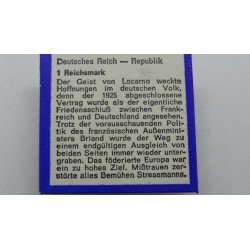 Deutsches Reich — Republik
1 Reichsmark
Der Geist von Locarno weckte
Hoffnungen im deutschen Volk,
denn der 1925 abgeschlossene
Vertrag wurde als der eigentliche
Friedensschluß zwischen Frank-
reich und Deutschland angesehen.
Trotz der vorausschauenden Poli-
tik des französischen Außenminis-
ters Briand wurde der Weg zu
einem endgültigen Ausgleich von
beiden Seiten immer wieder unter-
graben. Das föderierte Europa war
ein zu hohes Ziel. Mißtrauen zer-
störte alles Bemühen Stresemanns.